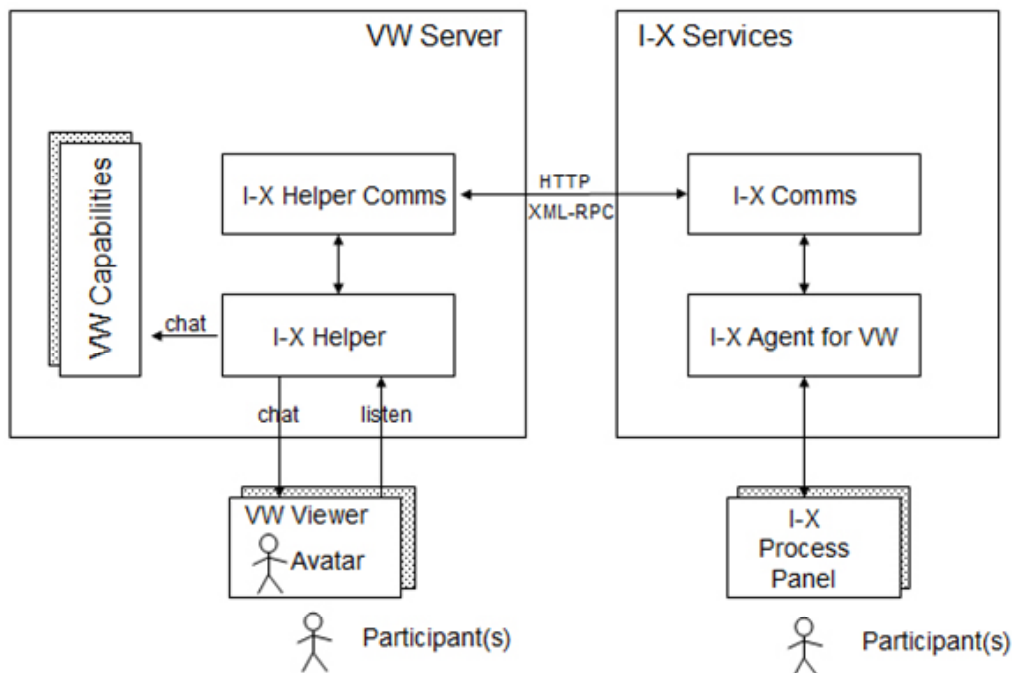 VW Server
I-X Services
VW Capabilities
I-X Helper Comms
HTTP
XML-RPC
I-X Comms
chat
I-X Helper
I-X Agent for VW
chat
listen
VW Viewer
Avatar
I-X
Process
Panel
Participant(s)
Participant(s)